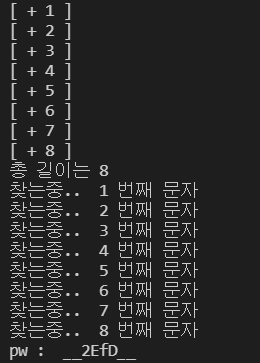 [ + 1 ]
[ + 2 ]
[ + 3 ]
[ + 4 ]
[ + 5 ]
[ + 6 ]
[ + 7 ]
[ + 8 ]
총 길이는 8
찾는중.. 1 번째 문자
찾는중.. 2 번째 문자
찾는중.. 3 번째 문자
찾는중.. 4 번째 문자
찾는중.. 5 번째 문자
찾는중.. 6 번째 문자
찾는중.. 7 번째 문자
찾는중.. 8 번째 문자
pw : __2EfD__